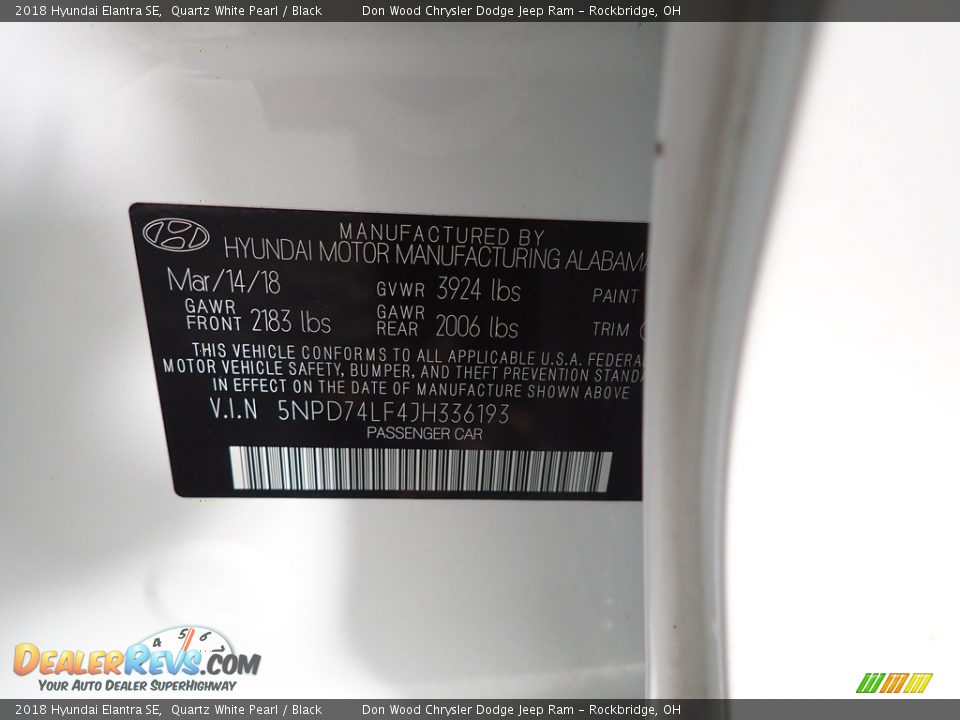 2018 Hyundai Elantra SE, Quartz White Pearl / Black Don Wood Chrysler Dodge Jeep Ram - Rockbridge, OH
MANUFACTURED BY
HYUNDAI MOTOR MANUFACTURING ALABAMA
Mar/14/18 GVWR 3924 lbs PAINT
GAWR FRONT 2183 lbs GAWR REAR 2006 lbs TRIM
THIS VEHICLE CONFORMS TO ALL APPLICABLE U.S.A. FEDERA
MOTOR VEHICLE SAFETY, BUMPER, AND THEFT PREVENTION STANDA
IN EFFECT ON THE DATE OF MANUFACTURE SHOWN ABOVE
V.I.N 5NPD74LF4JH336193
PASSENGER CAR
4 5 6
DEALERREVS.COM
YOUR AUTO DEALER SUPERHIGHWAY
2018 Hyundai Elantra SE, Quartz White Pearl / Black Don Wood Chrysler Dodge Jeep Ram - Rockbridge, OH